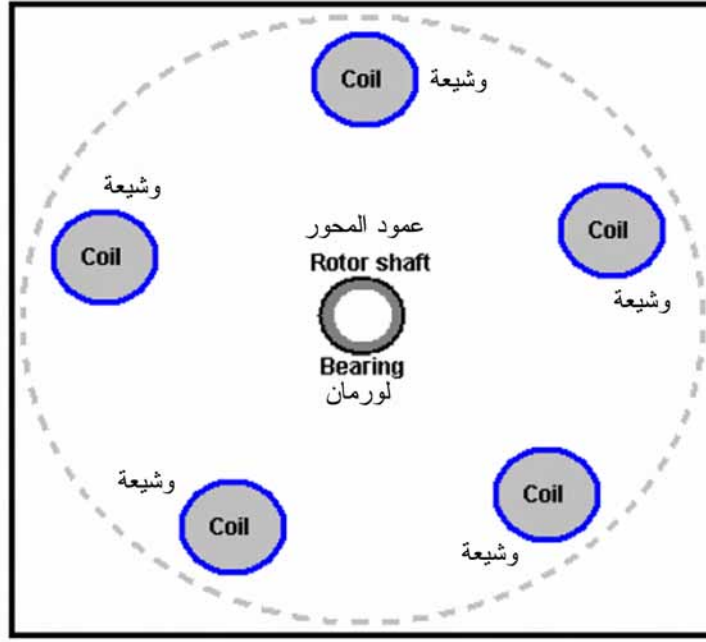 Coil وشيعة
وشيعة
Coil
Coil
وشيعة
عمود المحور
Rotor shaft
Bearing
لورمان
وشيعة
Coil
Coil
وشيعة